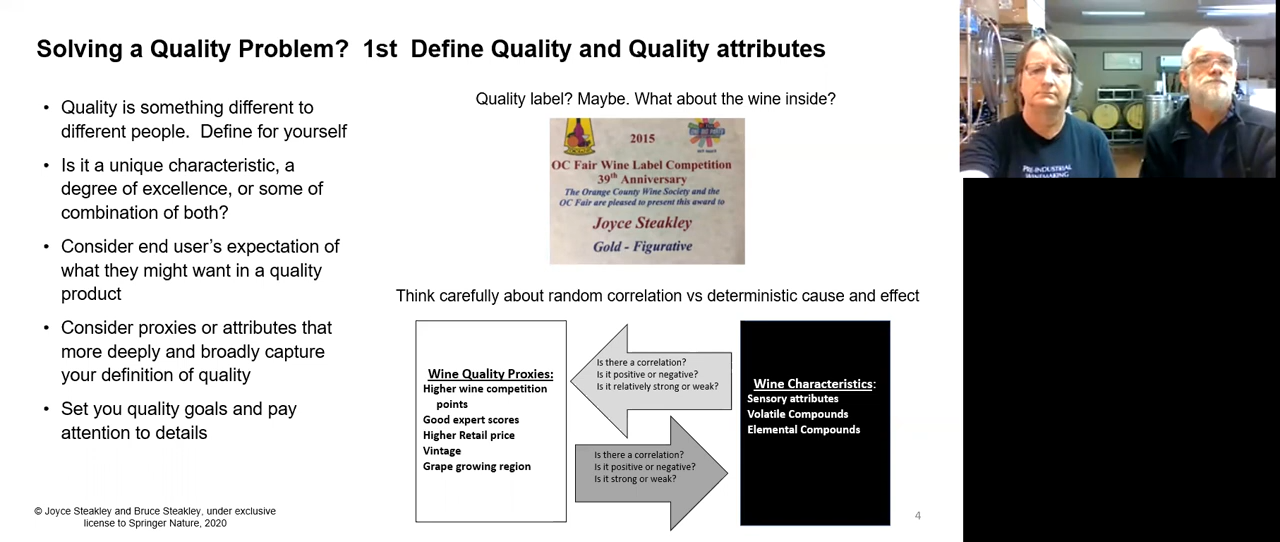 Solving a Quality Problem?  1st  Define Quality and Quality attributes
• Quality is something different to
different people.  Define for yourself
• Is it a unique characteristic, a
degree of excellence, or some of
combination of both?
• Consider end user's expectation of
what they might want in a quality
product
• Consider proxies or attributes that
more deeply and broadly capture
your definition of quality
• Set you quality goals and pay
attention to details
Quality label? Maybe. What about the wine inside?
2015
OC Fair Wine Label Competition
39th Anniversary
The Orange County Wine Society and the
OC Fair are pleased to present this award to
Joyce Steakley
Gold - Figurative
Think carefully about random correlation vs deterministic cause and effect
Wine Quality Proxies:
Higher wine competition
points
Good expert scores
Higher Retail price
Vintage
Grape growing region
Is there a correlation?
Is it positive or negative?
Is it relatively strong or weak?
Is there a correlation?
Is it positive or negative?
Is it strong or weak?
Wine Characteristics:
Sensory attributes
Volatile Compounds
Elemental Compounds
© Joyce Steakley and Bruce Steakley, under exclusive
license to Springer Nature, 2020
4
PRE-INDUSTRIAL
WINEMAKING